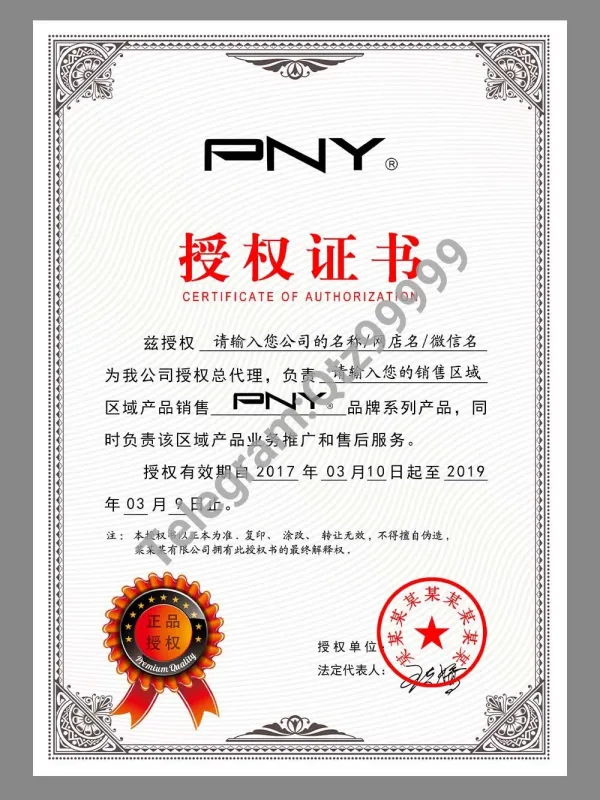 PNY®
授权证书
CERTIFICATE OF AUTHORIZATION
兹授权 请输入您公司的名称/网店名/微信名
为我公司授权总代理，负责 请输入您的销售区域
区域产品销售 PNY® 品牌系列产品，同
时负责该区域产品业务推广和售后服务。
授权有效期自 2017 年 03 月 10 日起至 2019
年 03 月 9 日止。
注： 本授权书以正本为准，复印、涂改、转让无效，不得擅自伪造，
某某某有限公司拥有此授权书的最终解释权。
正品
授权
Premium Quality
授权单位：
法定代表人：
某某某某某某某某
Telegram:Qtz99999